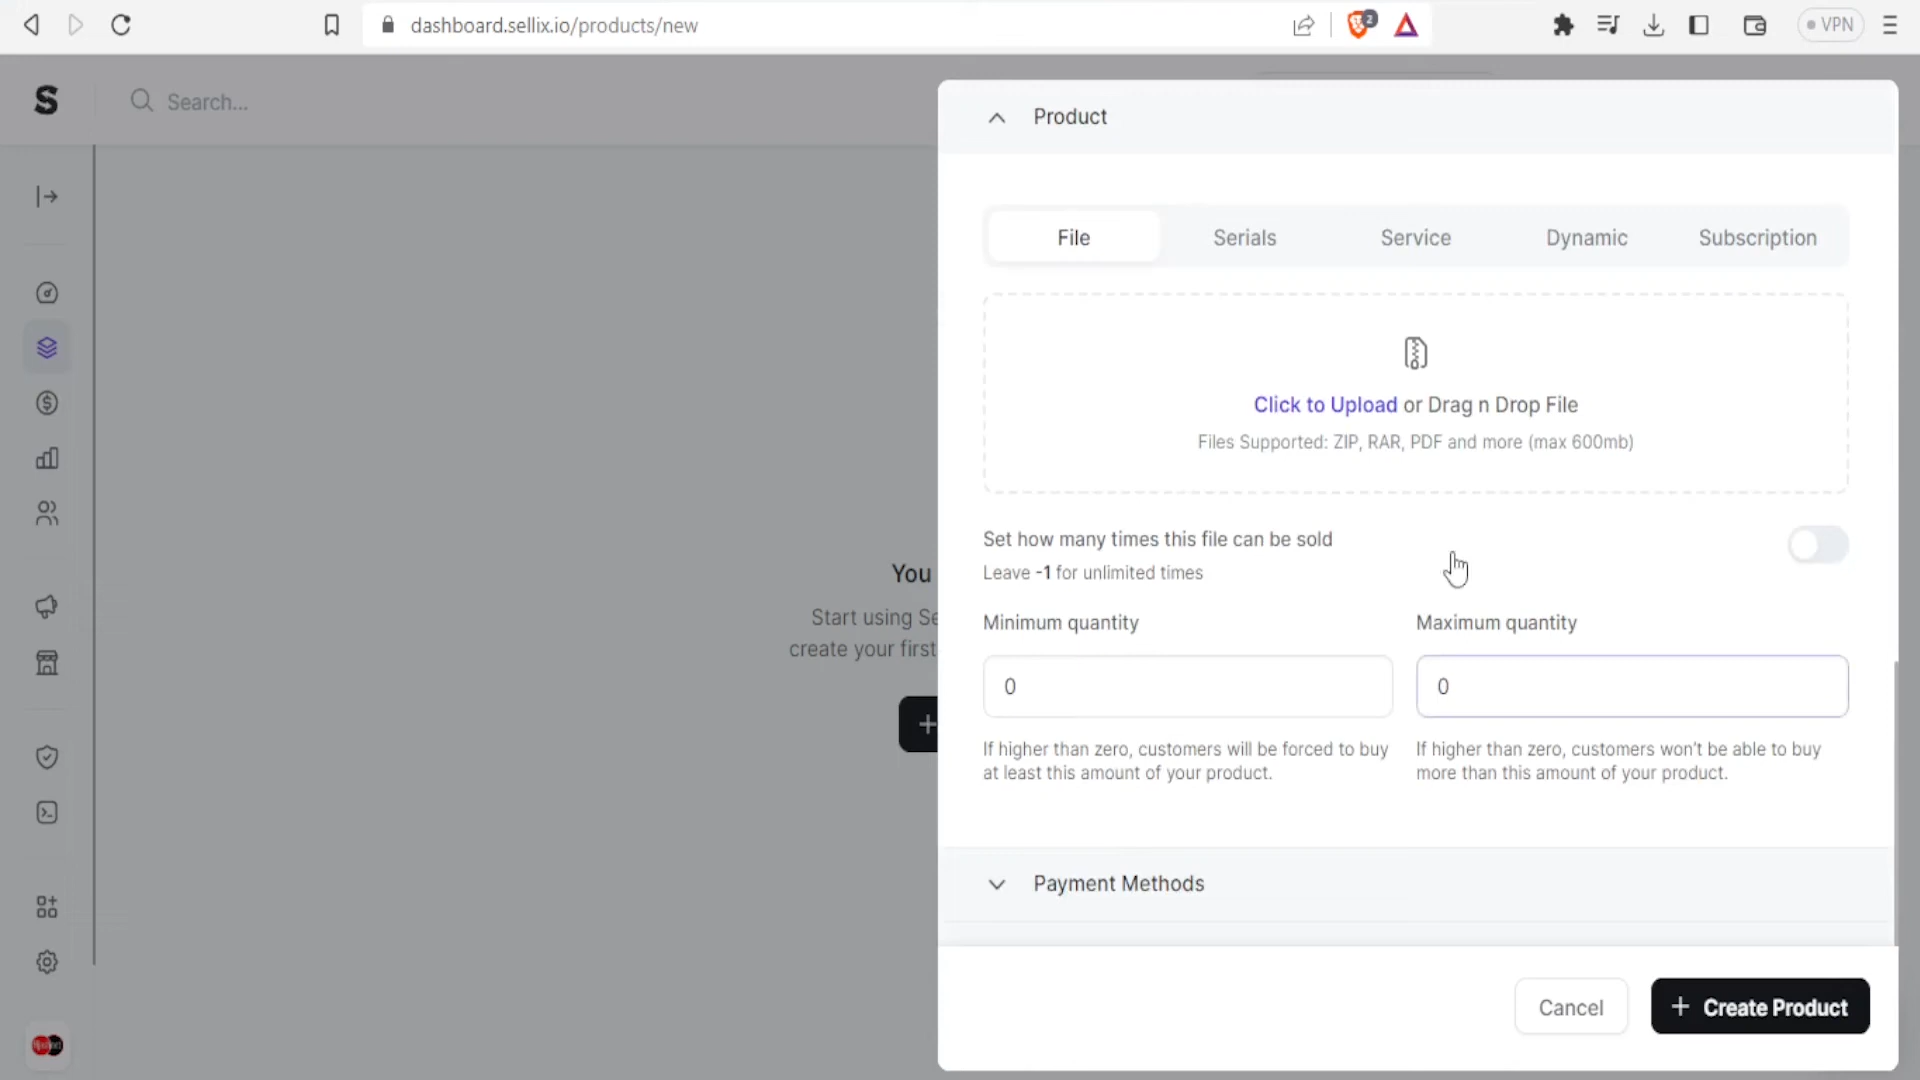 dashboard.sellix.io/products/new
2
VPN
S
Search...
Product
File
Serials
Service
Dynamic
Subscription
Click to Upload or Drag n Drop File
Files Supported: ZIP, RAR, PDF and more (max 600mb)
Set how many times this file can be sold
Leave -1 for unlimited times
You
Start using Se
create your first
+
Minimum quantity
Maximum quantity
0
0
If higher than zero, customers will be forced to buy
at least this amount of your product.
If higher than zero, customers won't be able to buy
more than this amount of your product.
Payment Methods
Cancel
+ Create Product